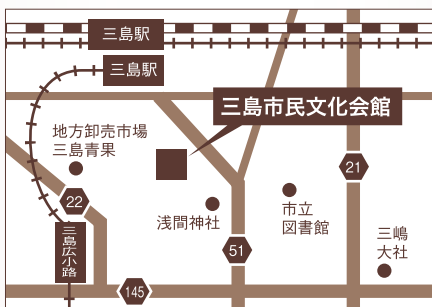 三島駅
三島駅
三島市民文化会館
地方卸売市場
三島青果
21
22
浅間神社
市立
図書館
三嶋
大社
三島広小路
51
145